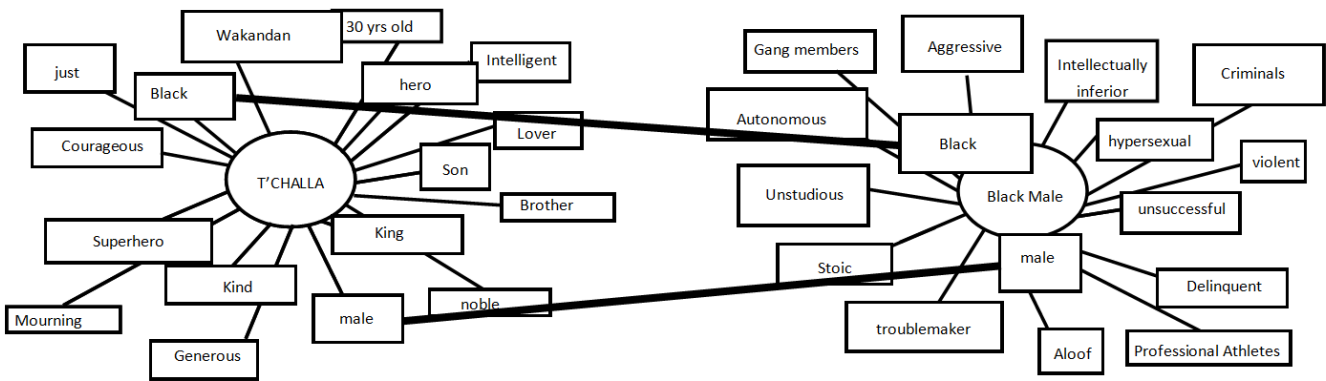 Wakandan
30 yrs old
just
Black
hero
Intelligent
Courageous
Lover
T'CHALLA
Son
Brother
Superhero
King
Kind
noble
Mourning
male
Generous
Gang members
Aggressive
Intellectually
inferior
Criminals
Autonomous
Black
hypersexual
violent
Unstudious
Black Male
unsuccessful
Stoic
male
Delinquent
troublemaker
Aloof
Professional Athletes